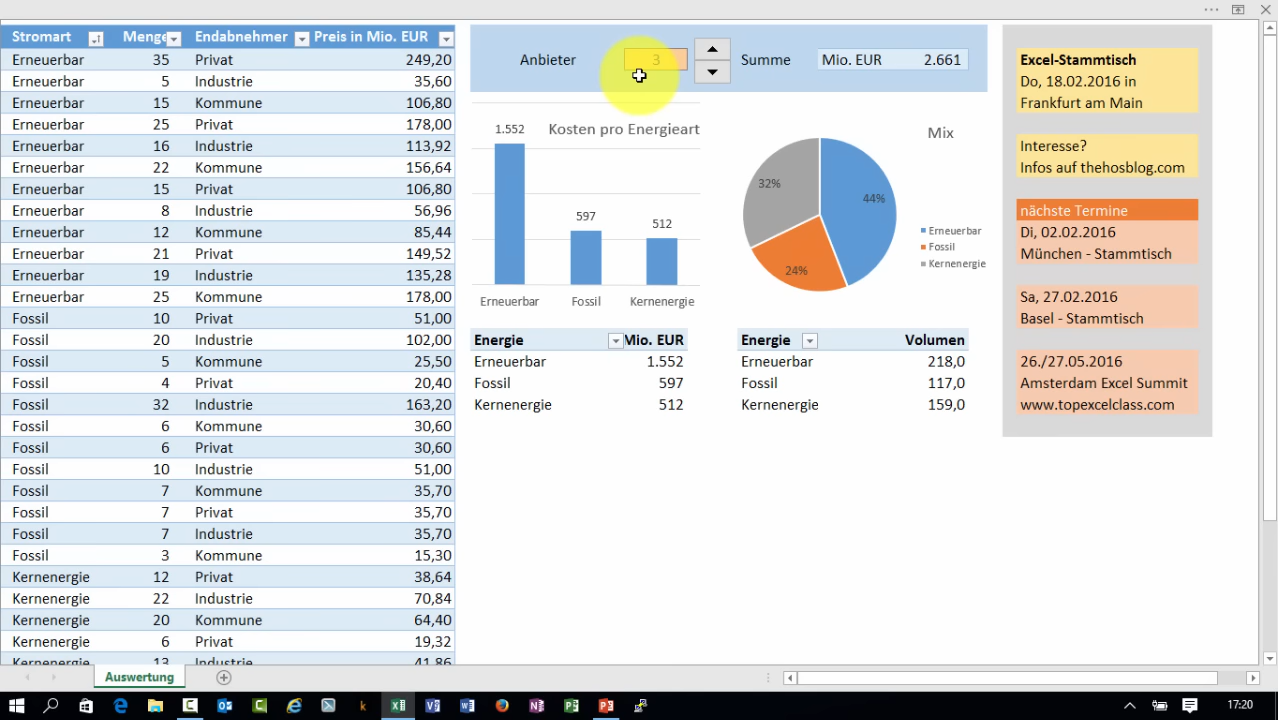 Stromart Menge Endabnehmer Preis in Mio. EUR
Erneuerbar 35 Privat 249,20
Erneuerbar 5 Industrie 35,60
Erneuerbar 15 Kommune 106,80
Erneuerbar 25 Privat 178,00
Erneuerbar 16 Industrie 113,92
Erneuerbar 22 Kommune 156,64
Erneuerbar 15 Privat 106,80
Erneuerbar 8 Industrie 56,96
Erneuerbar 12 Kommune 85,44
Erneuerbar 21 Privat 149,52
Erneuerbar 19 Industrie 135,28
Erneuerbar 25 Kommune 178,00
Fossil 10 Privat 51,00
Fossil 20 Industrie 102,00
Fossil 5 Kommune 25,50
Fossil 4 Privat 20,40
Fossil 32 Industrie 163,20
Fossil 6 Kommune 30,60
Fossil 6 Privat 30,60
Fossil 10 Industrie 51,00
Fossil 7 Kommune 35,70
Fossil 7 Privat 35,70
Fossil 7 Industrie 35,70
Fossil 3 Kommune 15,30
Kernenergie 12 Privat 38,64
Kernenergie 22 Industrie 70,84
Kernenergie 20 Kommune 64,40
Kernenergie 6 Privat 19,32
Kernenergie 13 Industrie 41,86
Anbieter 3 Summe Mio. EUR 2.661
Kosten pro Energieart
1.552
597
512
Erneuerbar Fossil Kernenergie
Mix
32%
44%
24%
Erneuerbar
Fossil
Kernenergie
Energie Mio. EUR
Erneuerbar 1.552
Fossil 597
Kernenergie 512
Energie Volumen
Erneuerbar 218,0
Fossil 117,0
Kernenergie 159,0
Excel-Stammtisch
Do, 18.02.2016 in
Frankfurt am Main
Interesse?
Infos auf thehosblog.com
nächste Termine
Di, 02.02.2016
München - Stammtisch
Sa, 27.02.2016
Basel - Stammtisch
26./27.05.2016
Amsterdam Excel Summit
www.topexcelclass.com
Auswertung
17:20